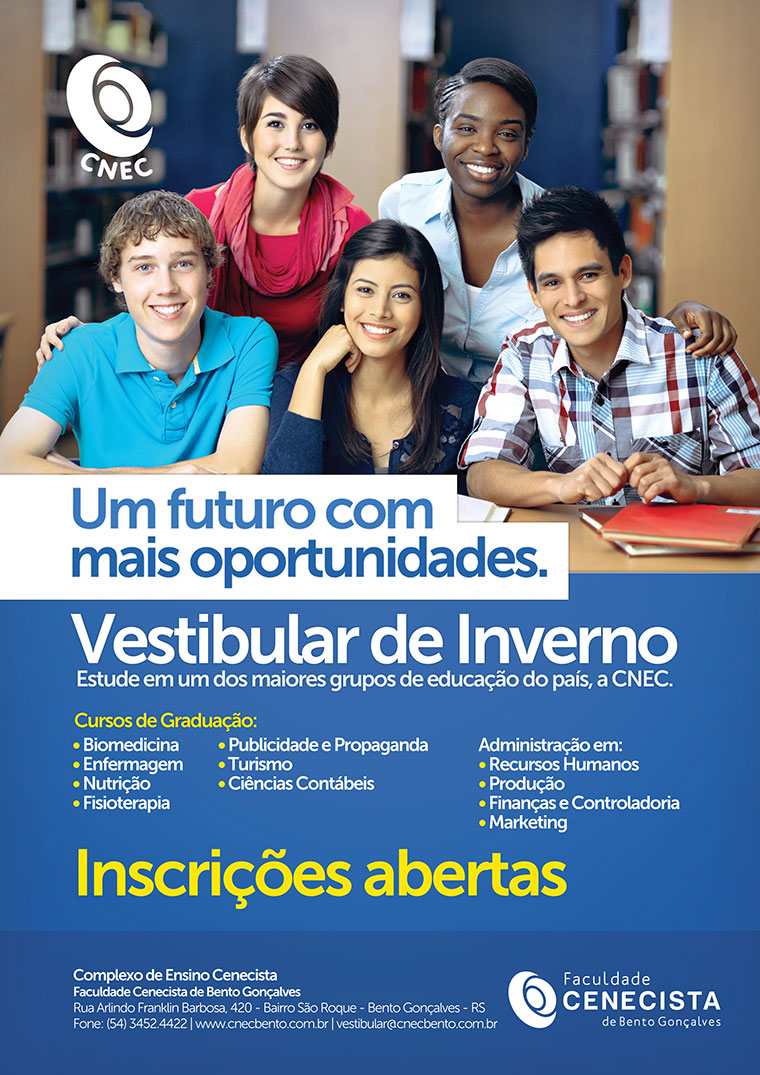 CNEC
Um futuro com
mais oportunidades.
Vestibular de Inverno
Estude em um dos maiores grupos de educação do país, a CNEC.
Cursos de Graduação:
• Biomedicina
• Enfermagem
• Nutrição
• Fisioterapia
• Publicidade e Propaganda
• Turismo
• Ciências Contábeis
Administração em:
• Recursos Humanos
• Produção
• Finanças e Controladoria
• Marketing
Inscrições abertas
Complexo de Ensino Cenecista
Faculdade Cenecista de Bento Gonçalves
Rua Arlindo Franklin Barbosa, 420 - Bairro São Roque - Bento Gonçalves - RS
Fone: (54) 3452.4422 | www.cnecbento.com.br | vestibular@cnecbento.com.br
Faculdade
CENECISTA
de Bento Gonçalves